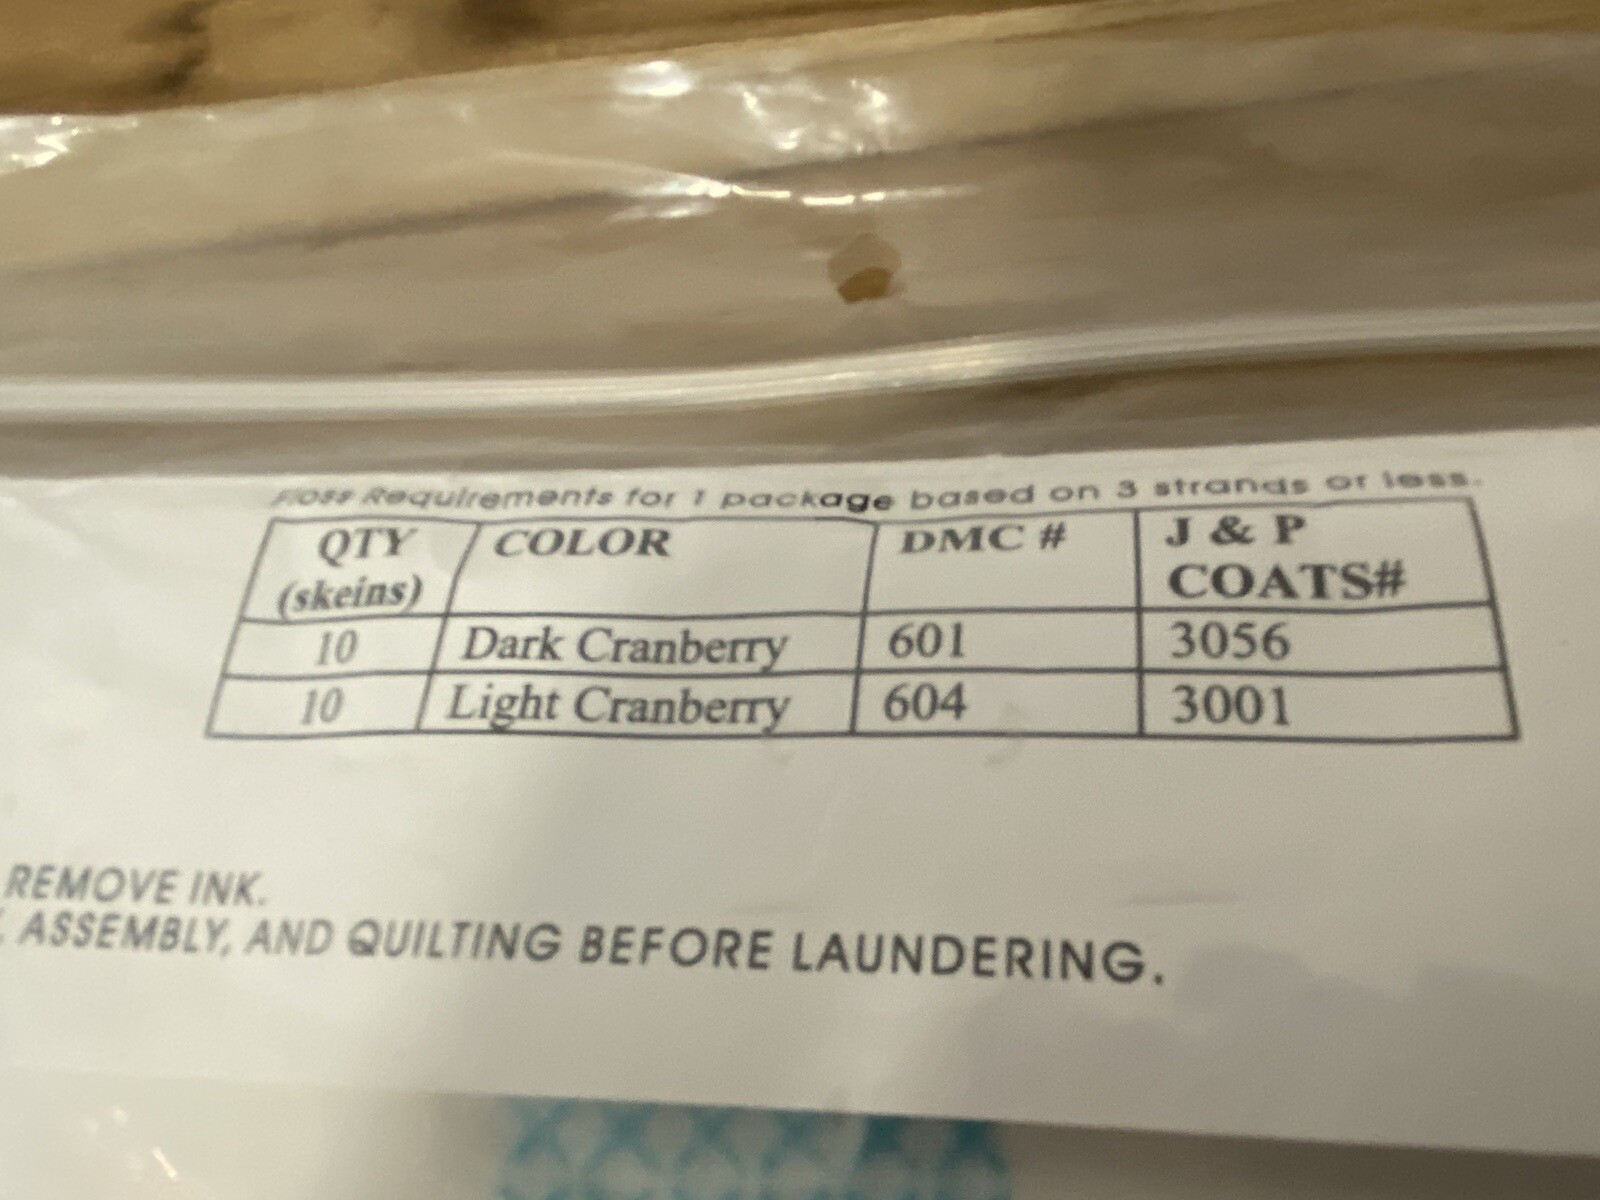 Floss Requirements for 1 package based on 3 strands or less.
QTY (skeins) COLOR DMC # J & P COATS#
10 Dark Cranberry 601 3056
10 Light Cranberry 604 3001
REMOVE INK.
, ASSEMBLY, AND QUILTING BEFORE LAUNDERING.